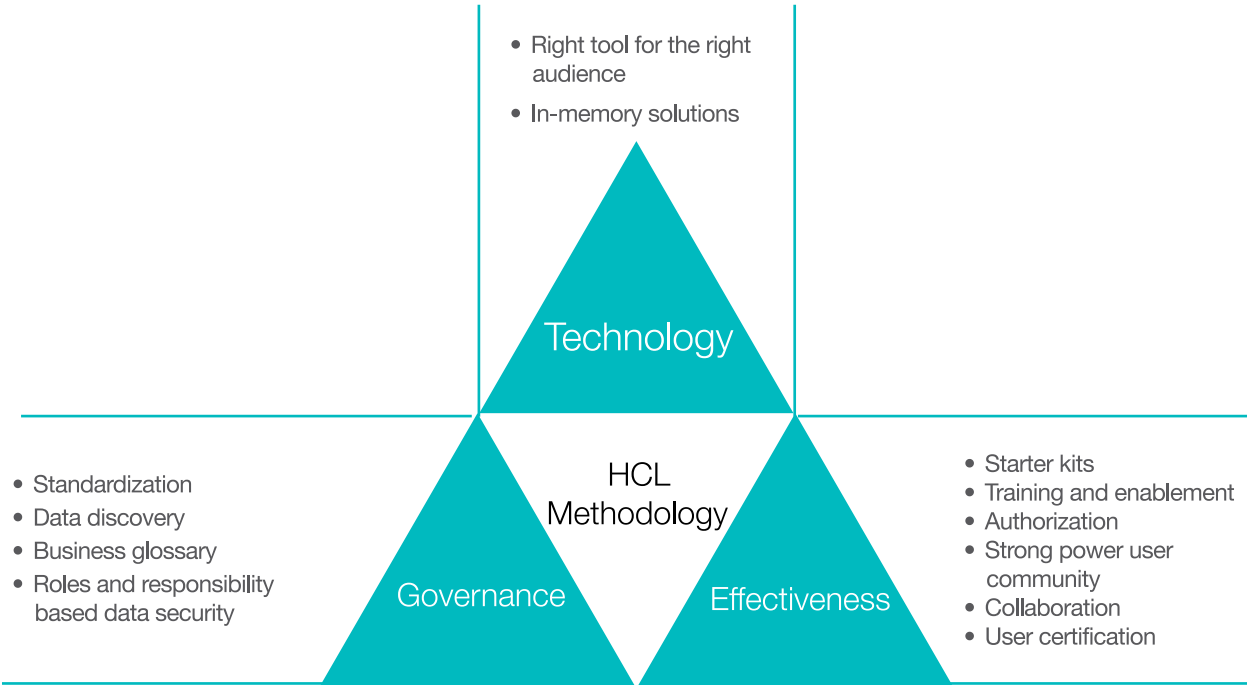 • Right tool for the right
audience
• In-memory solutions
Technology
HCL
Methodology
• Standardization
• Data discovery
• Business glossary
• Roles and responsibility
based data security
Governance
Effectiveness
• Starter kits
• Training and enablement
• Authorization
• Strong power user
community
• Collaboration
• User certification